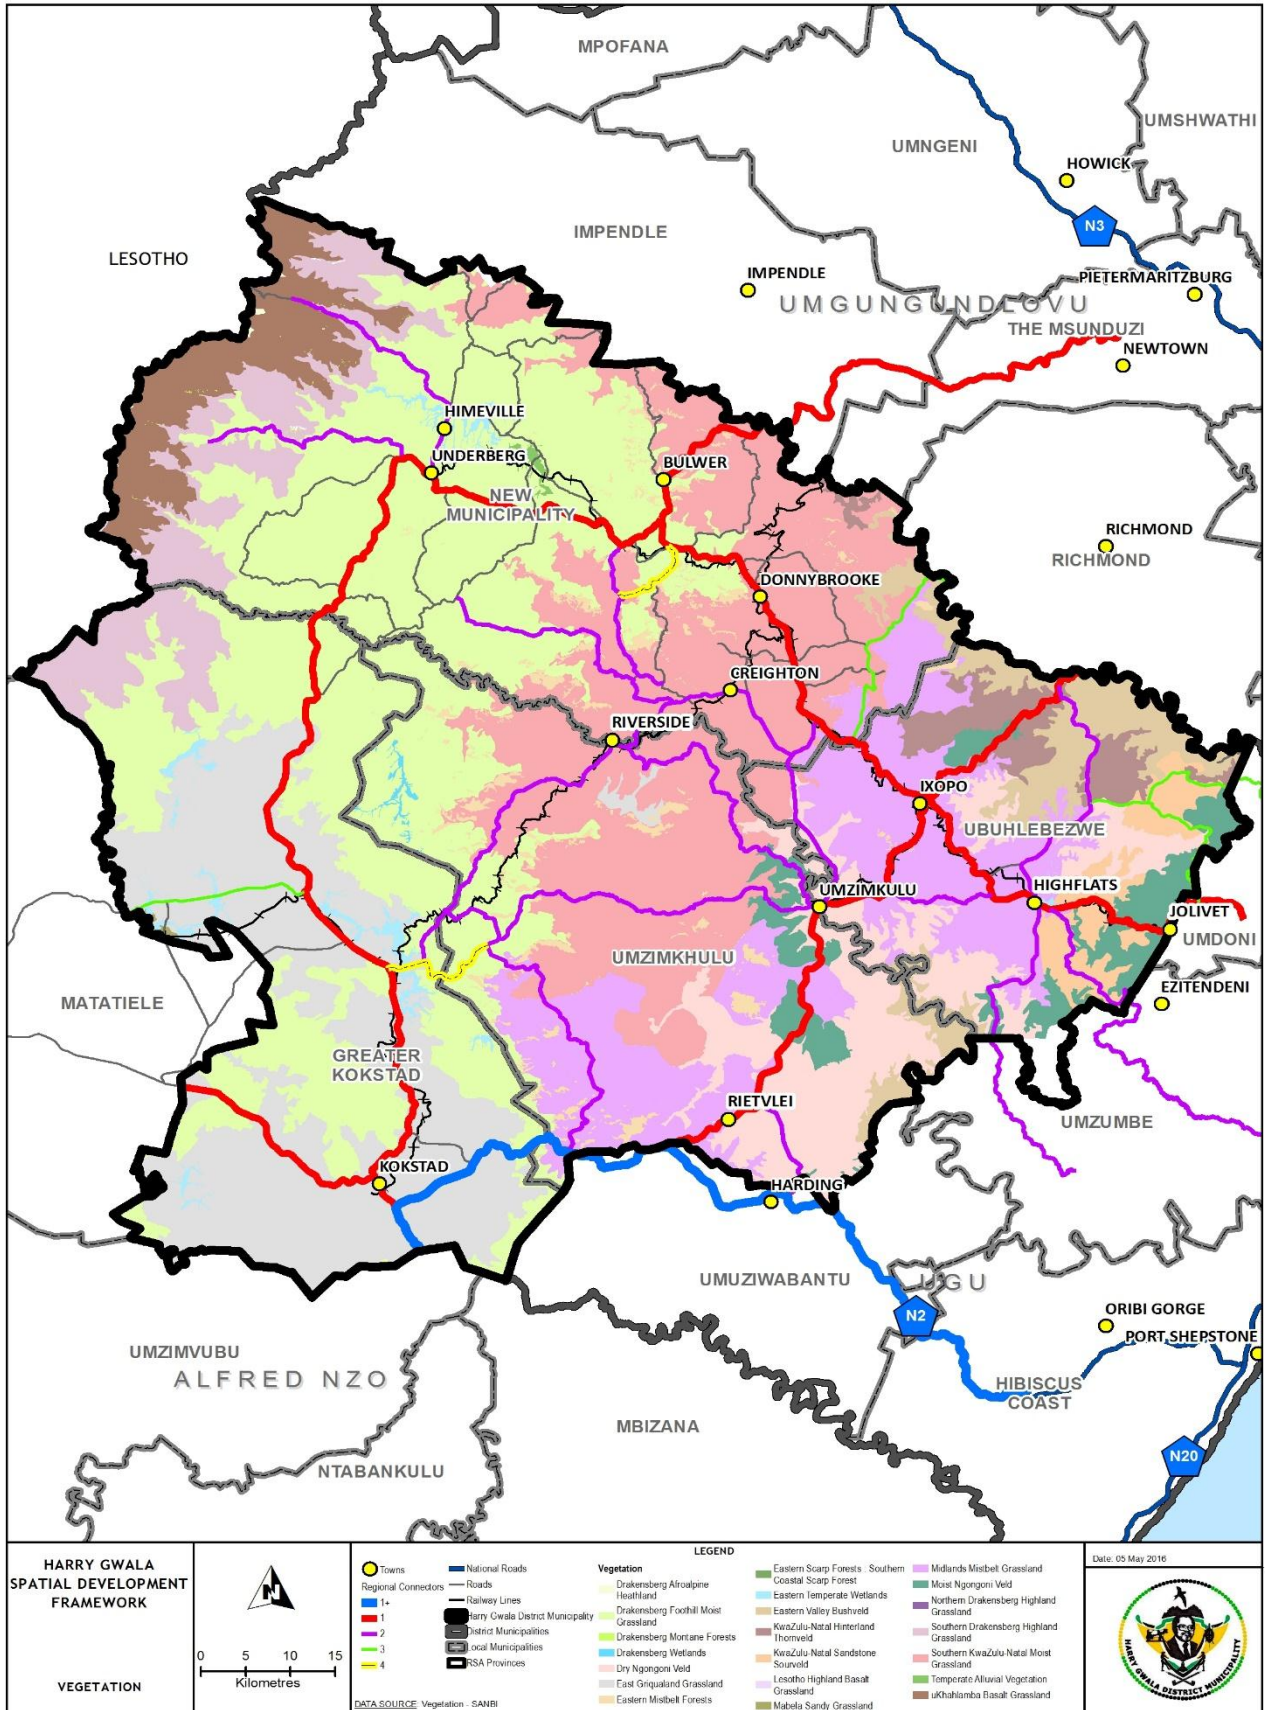 MPOFANA
UMSHWATHI
UMNGENI
HOWICK
N3
IMPENDLE
LESOTHO
IMPENDLE
PIETERMARITZBURG
UMGUNGUNDLOVU
THE MSUNDUZI
NEWTOWN
HIMEVILLE
UNDERBERG
BULWER
NEW
MUNICIPALITY
RICHMOND
RICHMOND
DONNYBROOKE
CREIGHTON
RIVERSIDE
IXOPO
UBUHLEBEZWE
HIGHFLATS
UMZIMKULU
JOLIVET
UMDONI
UMZIMKHULU
EZITENDENI
MATATIELE
GREATER
KOKSTAD
RIETVLEI
UMZUMBE
KOKSTAD
HARDING
UMUZIWABANTU
UGU
N2
ORIBI GORGE
PORT SHEPSTONE
UMZIMVUBU
ALFRED NZO
HIBISCUS
COAST
MBIZANA
NTABANKULU
N20
HARRY GWALA
SPATIAL DEVELOPMENT
FRAMEWORK
VEGETATION
N
0 5 10 15
Kilometres
LEGEND
Towns
Regional Connectors
1+
1
2
3
4
National Roads
Roads
Railway Lines
Harry Gwala District Municipality
District Municipalities
Local Municipalities
RSA Provinces
DATA SOURCE: Vegetation - SANBI
Vegetation
Drakensberg Afroalpine
Heathland
Drakensberg Foothill Moist
Grassland
Drakensberg Montane Forests
Drakensberg Wetlands
Dry Ngongoni Veld
East Griqualand Grassland
Eastern Mistbelt Forests
Eastern Scarp Forests : Southern
Coastal Scarp Forest
Eastern Temperate Wetlands
Eastern Valley Bushveld
KwaZulu-Natal Hinterland
Thornveld
KwaZulu-Natal Sandstone
Sourveld
Lesotho Highland Basalt
Grassland
Mabela Sandy Grassland
Midlands Mistbelt Grassland
Moist Ngongoni Veld
Northern Drakensberg Highland
Grassland
Southern Drakensberg Highland
Grassland
Southern KwaZulu-Natal Moist
Grassland
Temperate Alluvial Vegetation
uKhahlamba Basalt Grassland
Date: 05 May 2016
HARRY GWALA DISTRICT MUNICIPALITY